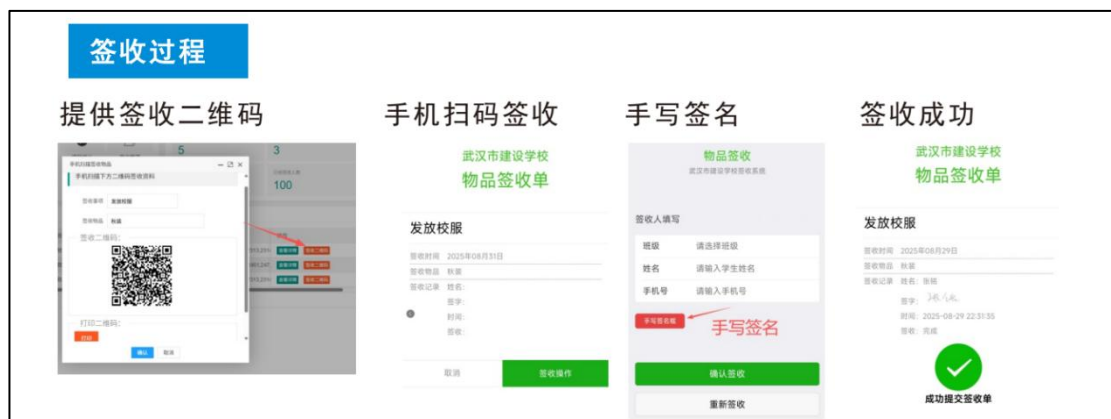 签收过程
提供签收二维码
5
3
100
手机扫描签收物品
手机扫描下方二维码签收资料
签收事项 发放校服
签收物品 秋装
签收二维码:
打印二维码:
打印
确认
取消
手机扫码签收
武汉市建设学校
物品签收单
发放校服
签收时间 2025年08月31日
签收物品 秋装
签收记录 姓名:
签字:
时间:
签收:
取消
签收操作
手写签名
物品签收
武汉市建设学校签收系统
签收人填写
班级 请选择班级
姓名 请输入学生姓名
手机号 请输入手机号
手写签名板
手写签名
确认签收
重新签收
签收成功
武汉市建设学校
物品签收单
发放校服
签收时间 2025年08月29日
签收物品 秋装
签收记录 姓名: 张栋
签字:
时间: 2025-08-29 22:31:35
签收: 完成
成功提交签收单